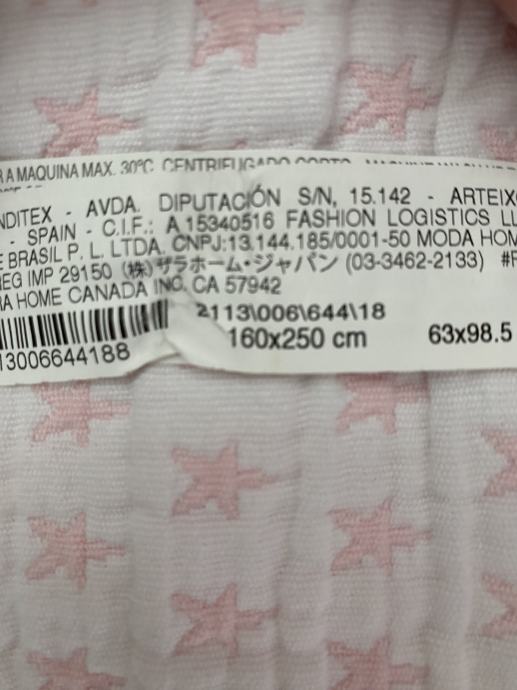 A MAQUINA MAX. 30ºC CENTRIFUGADO CORTO
NDITEX - AVDA. DIPUTACIÓN S/N, 15.142 - ARTEIX
- SPAIN - C.I.F.: A 15340516 FASHION LOGISTICS LL
E BRASIL P. L. LTDA. CNPJ:13.144.185/0001-50 MODA HOM
EG IMP 29150 (株)ザラホーム・ジャパン (03-3462-2133) #
RA HOME CANADA INC. CA 57942
2113\006\644\18
13006644188 160x250 cm 63x98.5